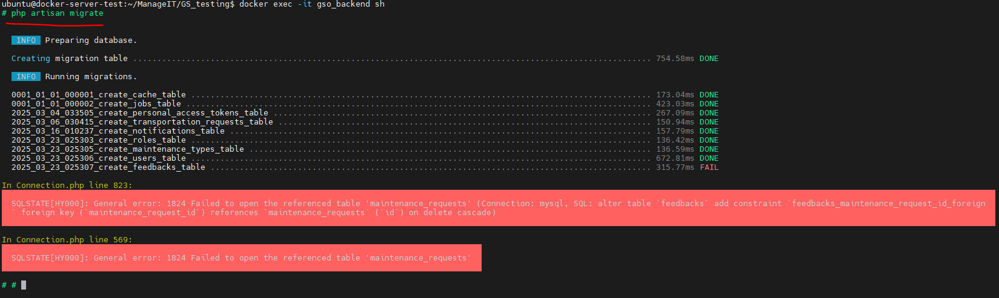 ubuntu@docker-server-test:~/ManageIT/GS_testing$ docker exec -it gso_backend sh
# php artisan migrate
INFO Preparing database.
Creating migration table ........................................................................................................... 754.58ms DONE
INFO Running migrations.
0001_01_01_000001_create_cache_table ............................................................................................... 173.04ms DONE
0001_01_01_000002_create_jobs_table ................................................................................................ 423.03ms DONE
2025_03_04_033505_create_personal_access_tokens_table .............................................................................. 267.09ms DONE
2025_03_06_030415_create_transportation_requests_table ............................................................................. 150.94ms DONE
2025_03_16_010237_create_notifications_table ....................................................................................... 157.79ms DONE
2025_03_23_025303_create_roles_table ............................................................................................... 136.42ms DONE
2025_03_23_025305_create_maintenance_types_table ................................................................................... 136.59ms DONE
2025_03_23_025306_create_users_table ............................................................................................... 672.81ms DONE
2025_03_23_025307_create_feedbacks_table ........................................................................................... 315.77ms FAIL
In Connection.php line 823:
SQLSTATE[HY000]: General error: 1824 Failed to open the referenced table 'maintenance_requests' (Connection: mysql, SQL: alter table `feedbacks` add constraint `feedbacks_maintenance_request_id_foreign
` foreign key (`maintenance_request_id`) references `maintenance_requests` (`id`) on delete cascade)
In Connection.php line 569:
SQLSTATE[HY000]: General error: 1824 Failed to open the referenced table 'maintenance_requests'
# #